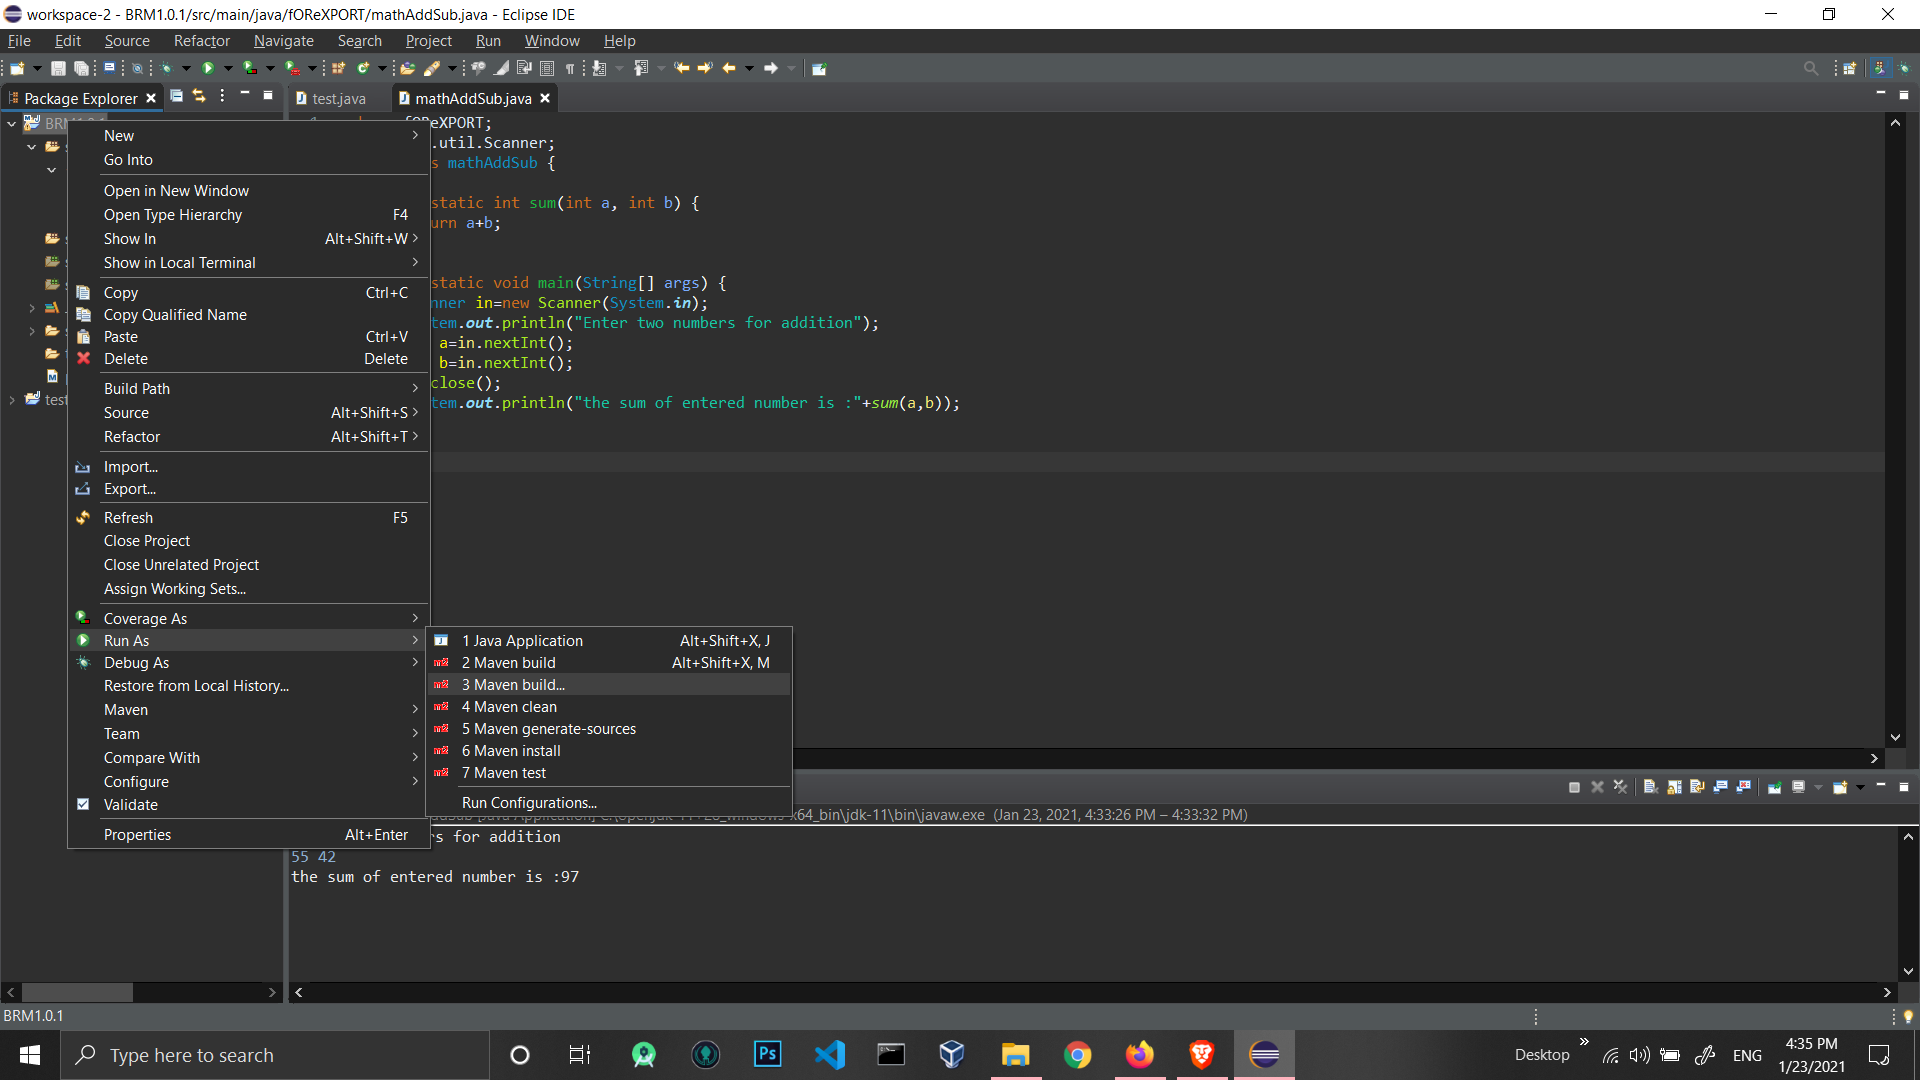 workspace-2 - BRM1.0.1/src/main/java/fOReXPORT/mathAddSub.java - Eclipse IDE
File Edit Source Refactor Navigate Search Project Run Window Help
Package Explorer
test.java
mathAddSub.java
BRM1.0.1
test
fOReXPORT;
.util.Scanner;
s mathAddSub {
static int sum(int a, int b) {
urn a+b;
static void main(String[] args) {
nner in=new Scanner(System.in);
tem.out.println("Enter two numbers for addition");
a=in.nextInt();
b=in.nextInt();
close();
tem.out.println("the sum of entered number is :"+sum(a,b));
New
Go Into
Open in New Window
Open Type Hierarchy F4
Show In Alt+Shift+W
Show in Local Terminal
Copy Ctrl+C
Copy Qualified Name
Paste Ctrl+V
Delete Delete
Build Path
Source Alt+Shift+S
Refactor Alt+Shift+T
Import...
Export...
Refresh F5
Close Project
Close Unrelated Project
Assign Working Sets...
Coverage As
Run As
Debug As
Restore from Local History...
Maven
Team
Compare With
Configure
Validate
Properties Alt+Enter
1 Java Application Alt+Shift+X, J
2 Maven build Alt+Shift+X, M
3 Maven build...
4 Maven clean
5 Maven generate-sources
6 Maven install
7 Maven test
Run Configurations...
x64_bin\jdk-11\bin\javaw.exe (Jan 23, 2021, 4:33:26 PM – 4:33:32 PM)
s for addition
55 42
the sum of entered number is :97
BRM1.0.1
Type here to search
Ps
Desktop
ENG
4:35 PM
1/23/2021